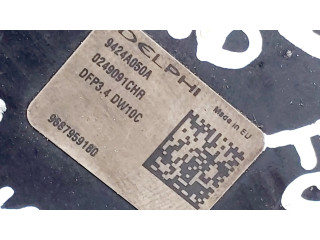 DELPHI
9424A050A
0249091CHR
DFP3.4 DW10C
9687959180
Made in EU